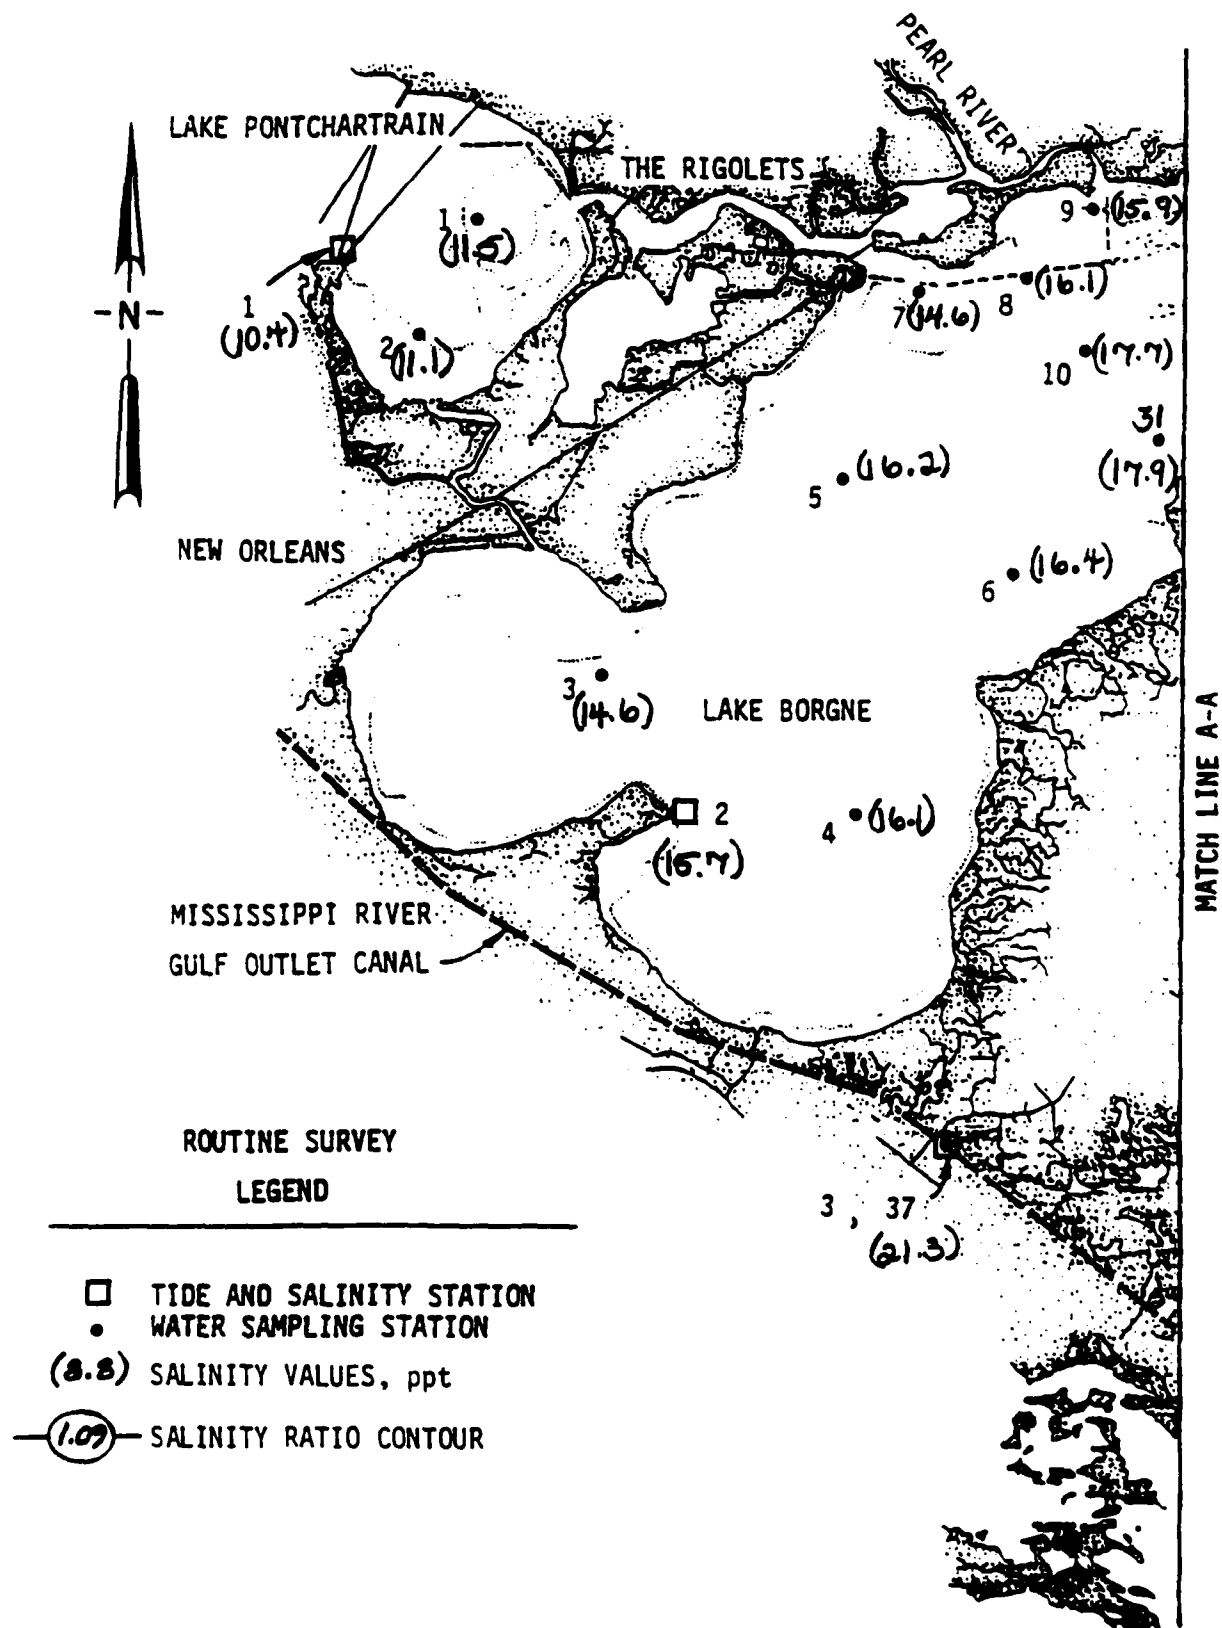 PEARL RIVER
LAKE PONTCHARTRAIN
THE RIGOLETS
1
(11.5)
9 (15.9)
1
(10.4)
-N-
2 (11.1)
7 (14.6)
8 (16.1)
10 (17.7)
31
(17.9)
5 (16.2)
NEW ORLEANS
6 (16.4)
3
(14.6)
LAKE BORGNE
MATCH LINE A-A
2
(15.7)
4 (16.1)
MISSISSIPPI RIVER
GULF OUTLET CANAL
ROUTINE SURVEY
LEGEND
3, 37
(21.3)
TIDE AND SALINITY STATION
WATER SAMPLING STATION
(8.8) SALINITY VALUES, ppt
1.09 SALINITY RATIO CONTOUR